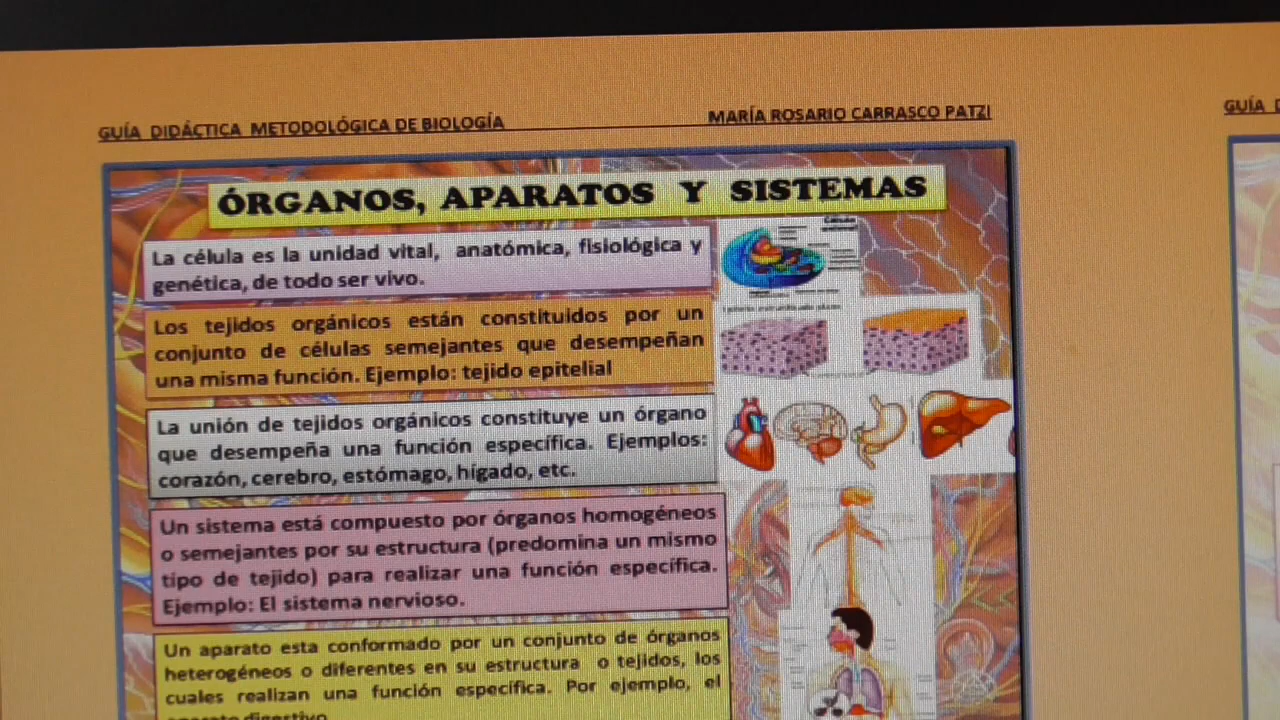 GUÍA DIDÁCTICA METODOLÓGICA DE BIOLOGÍA MARÍA ROSARIO CARRASCO PATZI
GUÍA
ÓRGANOS, APARATOS Y SISTEMAS
La célula es la unidad vital, anatómica, fisiológica y
genética, de todo ser vivo.
Los tejidos orgánicos están constituidos por un
conjunto de células semejantes que desempeñan
una misma función. Ejemplo: tejido epitelial
La unión de tejidos orgánicos constituye un órgano
que desempeña una función específica. Ejemplos:
corazón, cerebro, estómago, hígado, etc.
Un sistema está compuesto por órganos homogéneos
o semejantes por su estructura (predomina un mismo
tipo de tejido) para realizar una función específica.
Ejemplo: El sistema nervioso.
Un aparato esta conformado por un conjunto de órganos
heterogéneos o diferentes en su estructura o tejidos, los
cuales realizan una función específica. Por ejemplo, el
aparato digestivo